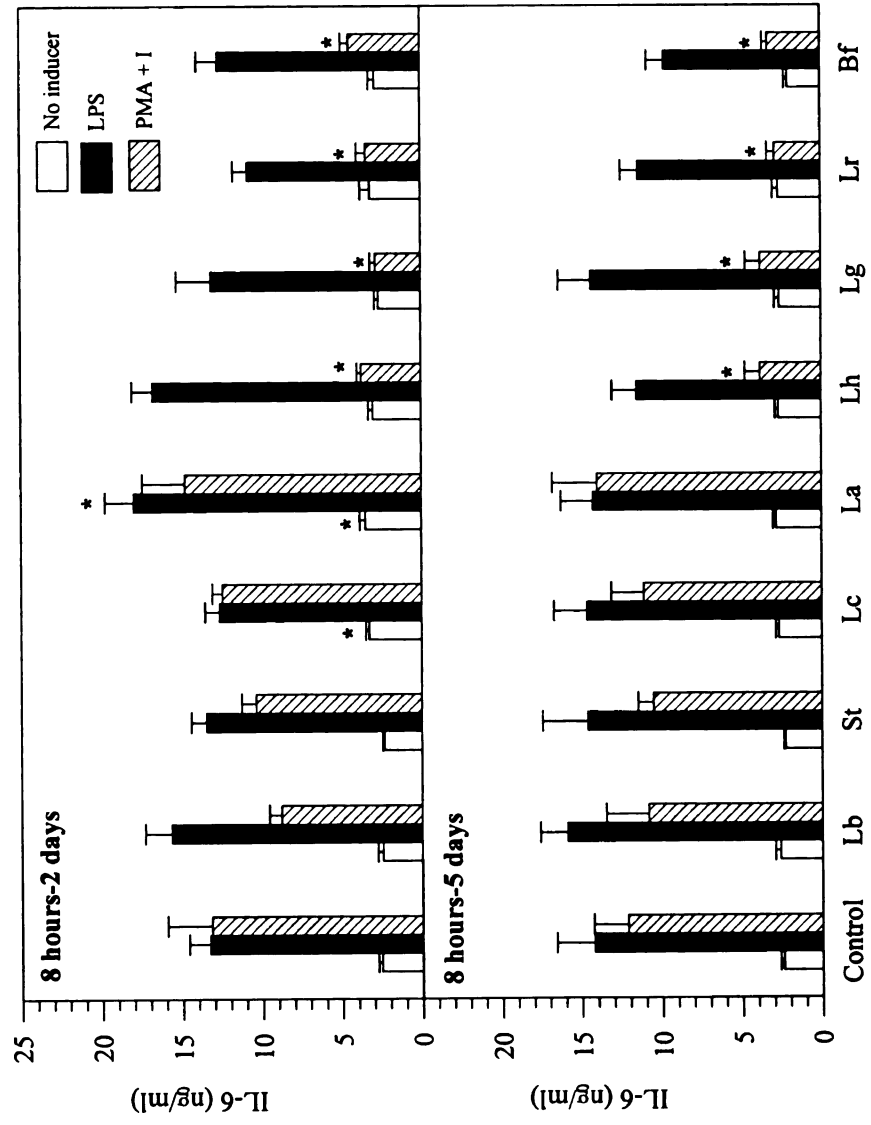 8 hours-2 days
No inducer
LPS
PMA + I
*
*
*
*
*
*
*
IL-6 (ng/ml)
25
20
15
10
5
0
8 hours-5 days
*
*
*
*
IL-6 (ng/ml)
20
15
10
5
0
Control Lb St Lc La Lh Lg Lr Bf